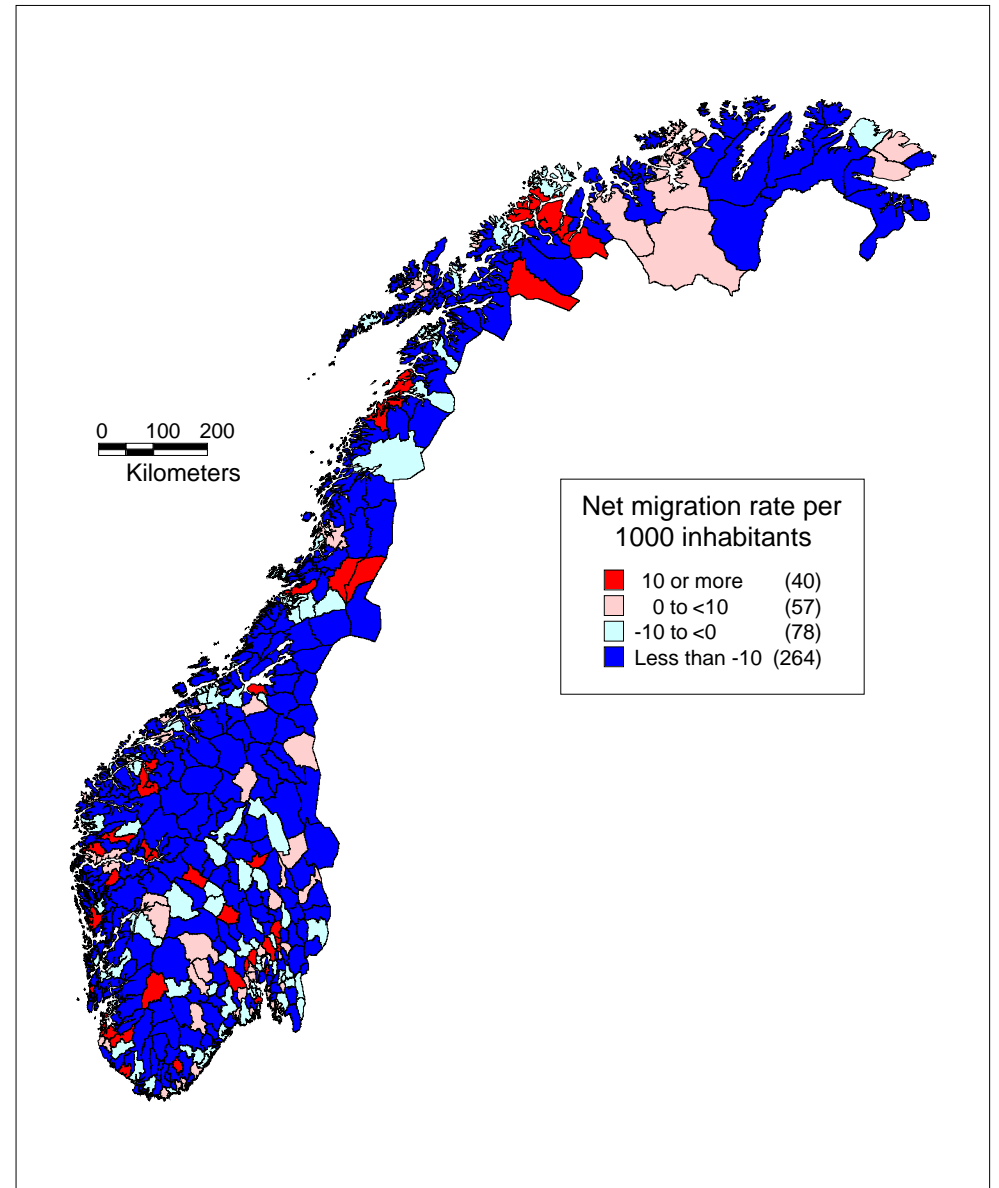 0 100 200
Kilometers
Net migration rate per
1000 inhabitants
10 or more (40)
0 to <10 (57)
-10 to <0 (78)
Less than -10 (264)